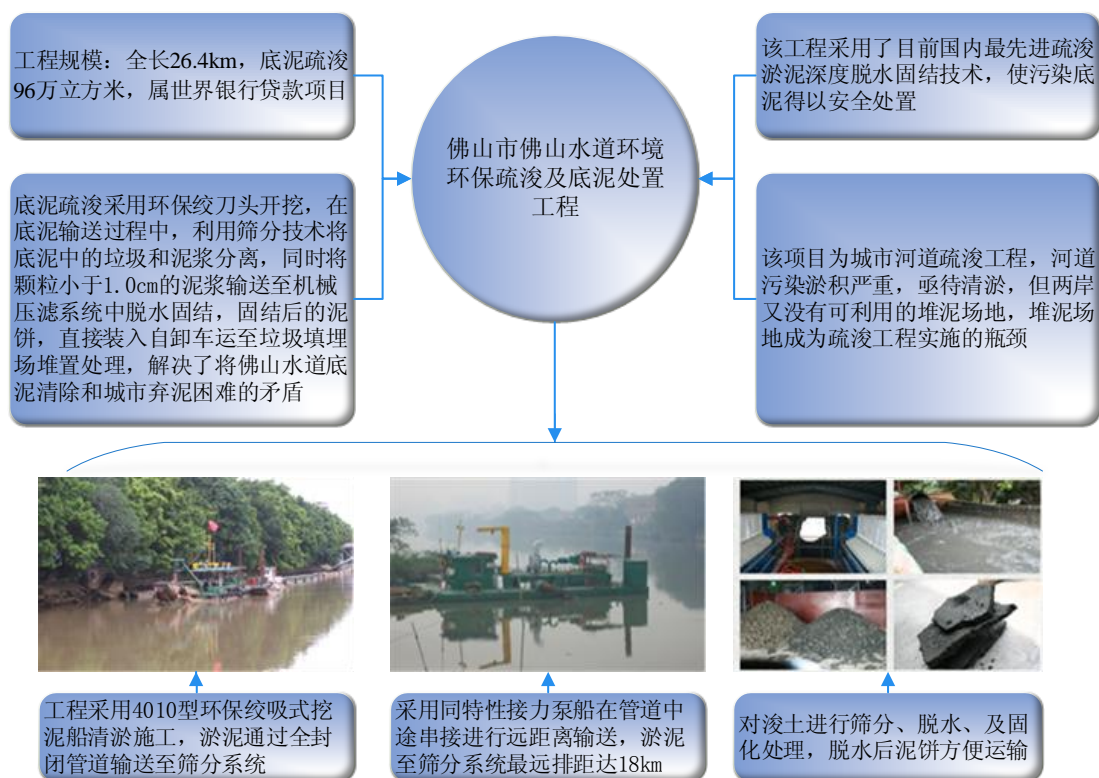 工程规模：全长26.4km，底泥疏浚
96万立方米，属世界银行贷款项目
底泥疏浚采用环保绞刀头开挖，在
底泥输送过程中，利用筛分技术将
底泥中的垃圾和泥浆分离，同时将
颗粒小于1.0cm的泥浆输送至机械
压滤系统中脱水固结，固结后的泥
饼，直接装入自卸车运至垃圾填埋
场堆置处理，解决了将佛山水道底
泥清除和城市弃泥困难的矛盾
佛山市佛山水道环境
环保疏浚及底泥处置
工程
该工程采用了目前国内最先进疏浚
淤泥深度脱水固结技术，使污染底
泥得以安全处置
该项目为城市河道疏浚工程，河道
污染淤积严重，亟待清淤，但两岸
又没有可利用的堆泥场地，堆泥场
地成为疏浚工程实施的瓶颈
工程采用4010型环保绞吸式挖
泥船清淤施工，淤泥通过全封
闭管道输送至筛分系统
采用同特性接力泵船在管道中
途串接进行远距离输送，淤泥
至筛分系统最远排距达18km
对浚土进行筛分、脱水、及固
化处理，脱水后泥饼方便运输